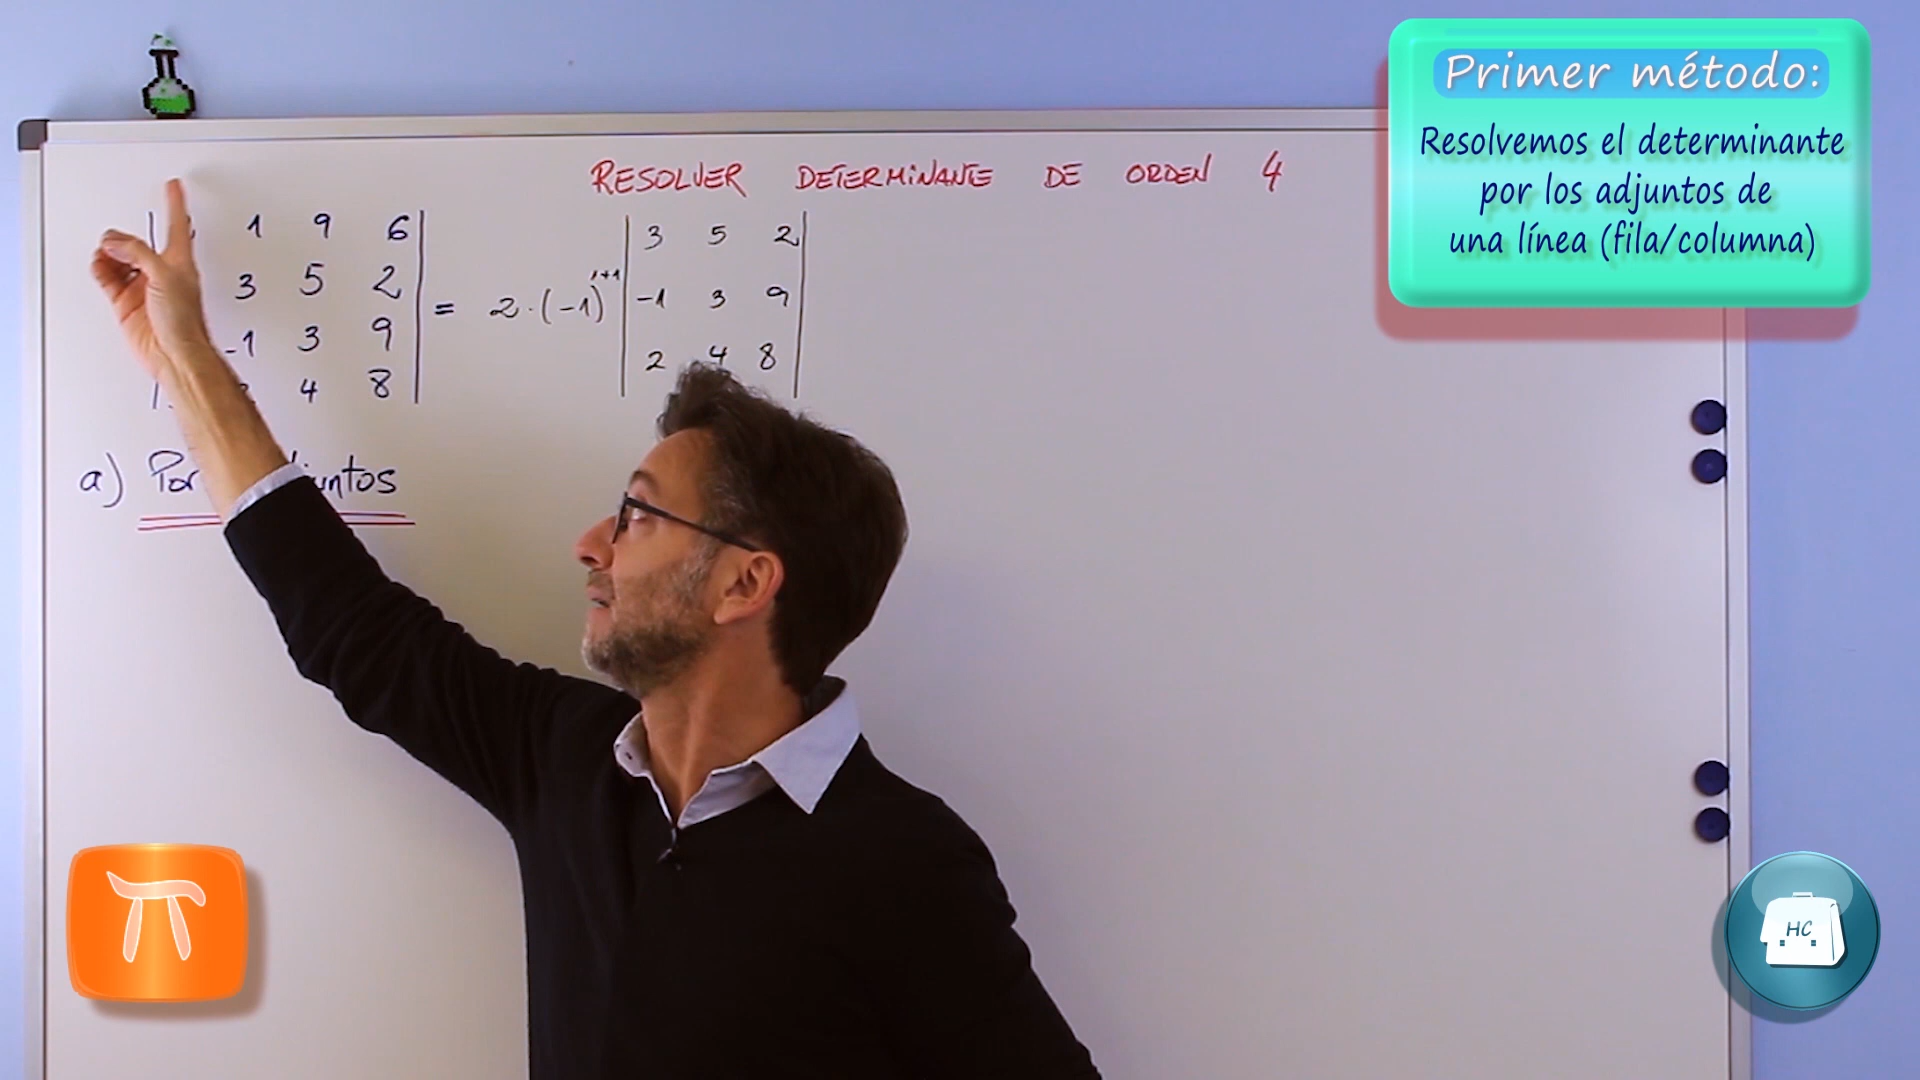 Primer método:
Resolvemos el determinante
por los adjuntos de
una línea (fila/columna)
RESOLVER DETERMINANTE DE ORDEN 4
1 9 6
3 5 2
-1 3 9
4 8
= 2·(-1)¹⁺¹
3 5 2
-1 3 9
2 4 8
a)
π
HC